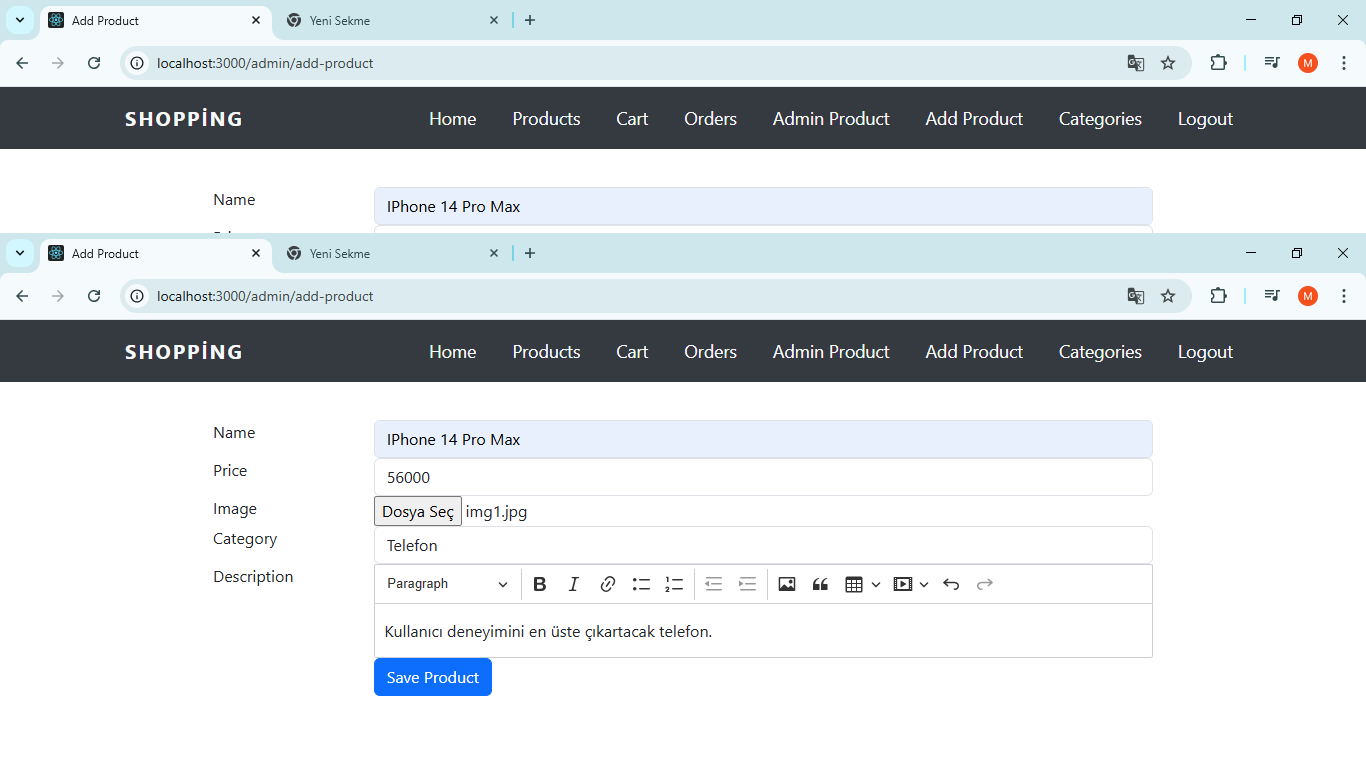 Add Product
Yeni Sekme
localhost:3000/admin/add-product
M
SHOPPİNG Home Products Cart Orders Admin Product Add Product Categories Logout
Name IPhone 14 Pro Max
Add Product
Yeni Sekme
localhost:3000/admin/add-product
M
SHOPPİNG Home Products Cart Orders Admin Product Add Product Categories Logout
Name IPhone 14 Pro Max
Price 56000
Image Dosya Seç img1.jpg
Category Telefon
Description Paragraph
Kullanıcı deneyimini en üste çıkartacak telefon.
Save Product